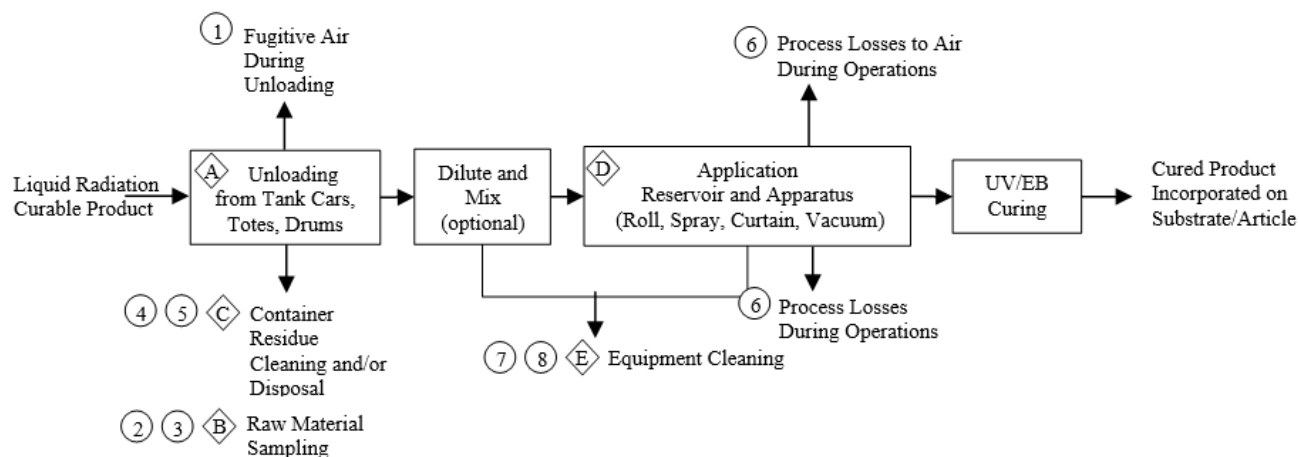 1
Fugitive Air
During
Unloading
6
Process Losses to Air
During Operations
Liquid Radiation
Curable Product
A
Unloading
from Tank Cars,
Totes, Drums
Dilute and
Mix
(optional)
D
Application
Reservoir and Apparatus
(Roll, Spray, Curtain, Vacuum)
UV/EB
Curing
Cured Product
Incorporated on
Substrate/Article
4 5 C Container
Residue
Cleaning and/or
Disposal
6 Process Losses
During Operations
7 8 E Equipment Cleaning
2 3 B Raw Material
Sampling